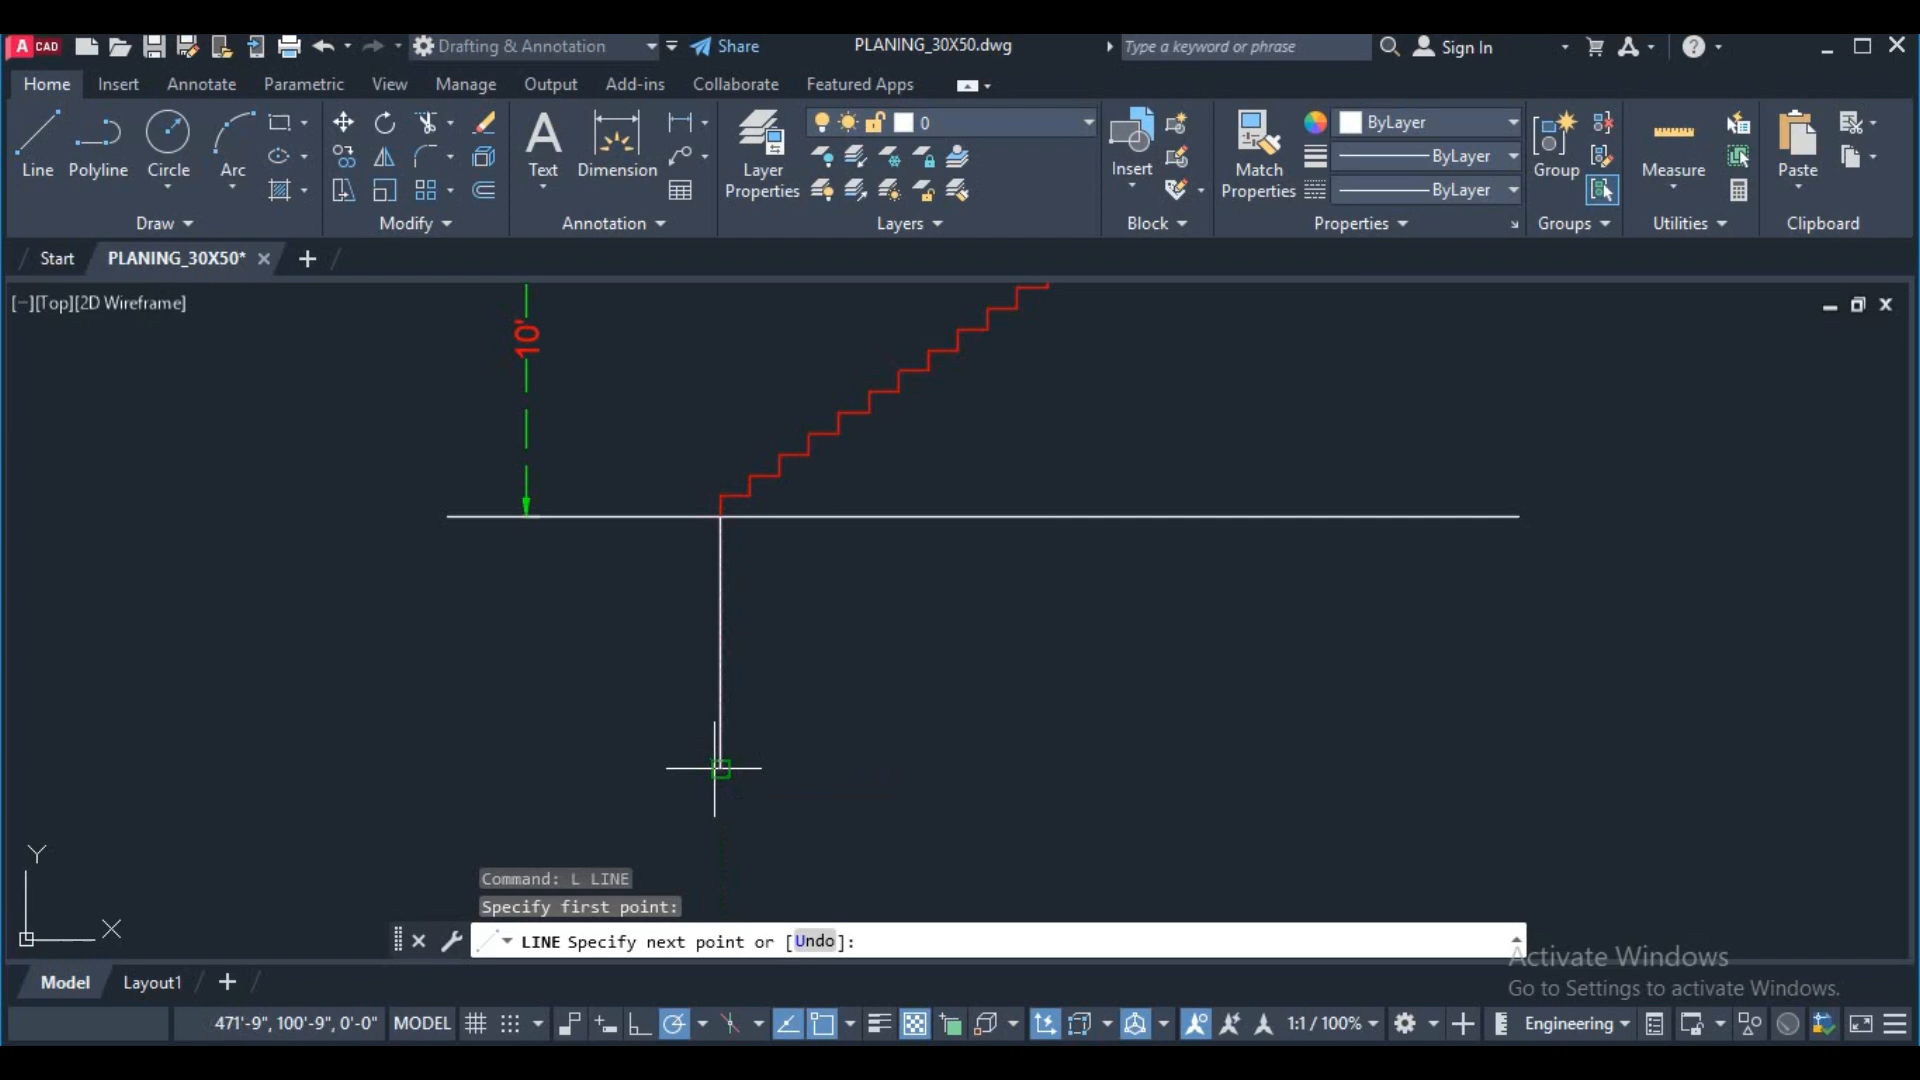 A CAD Drafting & Annotation Share PLANING_30X50.dwg Type a keyword or phrase Sign In
Home Insert Annotate Parametric View Manage Output Add-ins Collaborate Featured Apps
Line Polyline Circle Arc Text Dimension Layer Properties 0 Insert Match Properties ByLayer ByLayer ByLayer Group Measure Paste
Draw Modify Annotation Layers Block Properties Groups Utilities Clipboard
Start PLANING_30X50*
[−][Top][2D Wireframe]
10'
Y
X
Command: L LINE
Specify first point:
LINE Specify next point or [Undo]:
Activate Windows
Go to Settings to activate Windows.
Model Layout1
471'-9", 100'-9", 0'-0" MODEL 1:1 / 100% Engineering